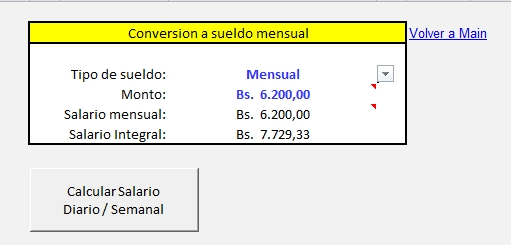 Conversion a sueldo mensual Volver a Main
Tipo de sueldo: Mensual
Monto: Bs. 6.200,00
Salario mensual: Bs. 6.200,00
Salario Integral: Bs. 7.729,33
Calcular Salario
Diario / Semanal